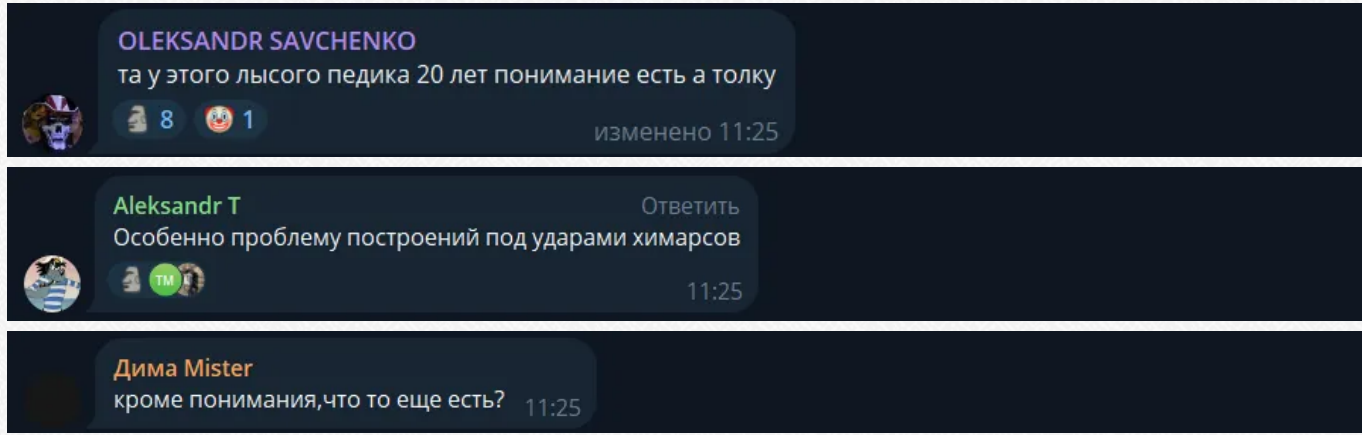 OLEKSANDR SAVCHENKO
та у этого лысого педика 20 лет понимание есть а толку
8 1
изменено 11:25
Aleksandr T Ответить
Особенно проблему построений под ударами химарсов
ТМ
11:25
Дима Mister
кроме понимания,что то еще есть? 11:25